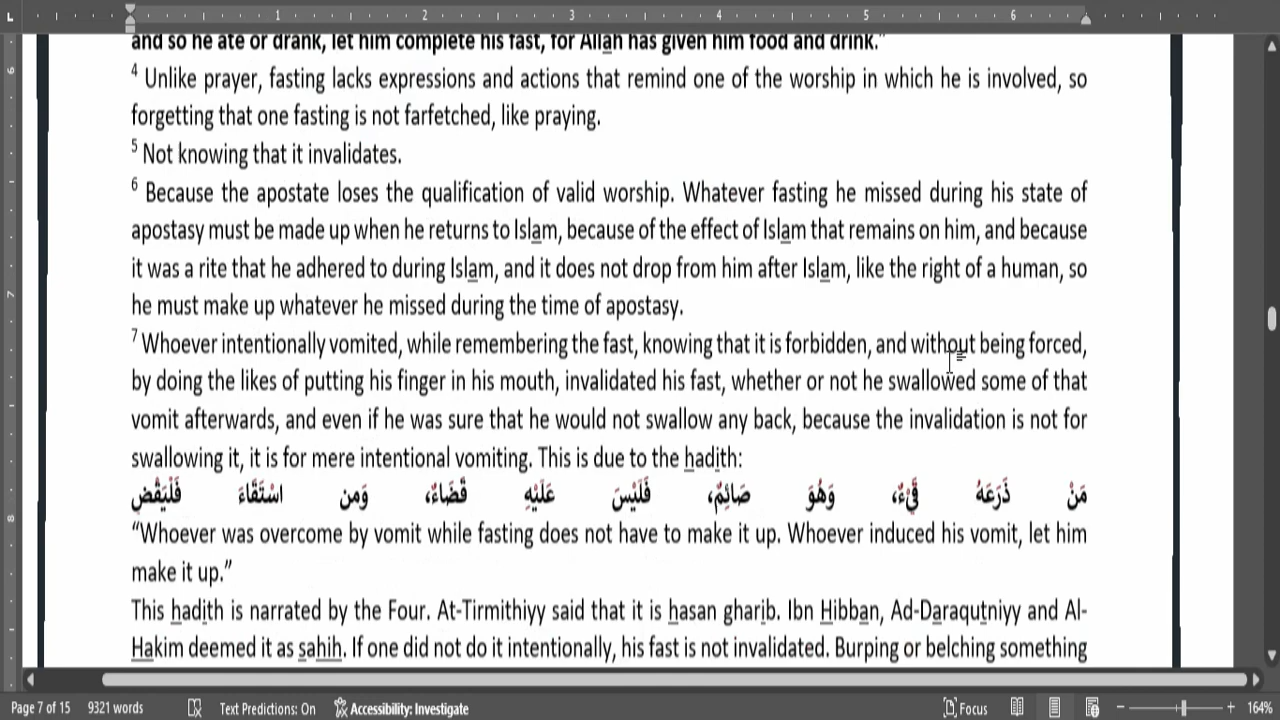 1 2 3 4 5 6
and so he ate or drank, let him complete his fast, for Allah has given him food and drink."
4 Unlike prayer, fasting lacks expressions and actions that remind one of the worship in which he is involved, so
forgetting that one fasting is not farfetched, like praying.
5 Not knowing that it invalidates.
6 Because the apostate loses the qualification of valid worship. Whatever fasting he missed during his state of
apostasy must be made up when he returns to Islam, because of the effect of Islam that remains on him, and because
it was a rite that he adhered to during Islam, and it does not drop from him after Islam, like the right of a human, so
he must make up whatever he missed during the time of apostasy.
7 Whoever intentionally vomited, while remembering the fast, knowing that it is forbidden, and without being forced,
by doing the likes of putting his finger in his mouth, invalidated his fast, whether or not he swallowed some of that
vomit afterwards, and even if he was sure that he would not swallow any back, because the invalidation is not for
swallowing it, it is for mere intentional vomiting. This is due to the hadith:
مَنْ ذَرَعَهُ قَيْءٌ، وَهُوَ صَائِمٌ، فَلَيْسَ عَلَيْهِ قَضَاءٌ، وَمن اسْتَقَاءَ فَلْيَقْضِ
“Whoever was overcome by vomit while fasting does not have to make it up. Whoever induced his vomit, let him
make it up.”
This hadith is narrated by the Four. At-Tirmithiyy said that it is hasan gharib. Ibn Hibban, Ad-Daraqutniyy and Al-
Hakim deemed it as sahih. If one did not do it intentionally, his fast is not invalidated. Burping or belching something
6
7
8
Page 7 of 15 9321 words Text Predictions: On Accessibility: Investigate Focus 164%